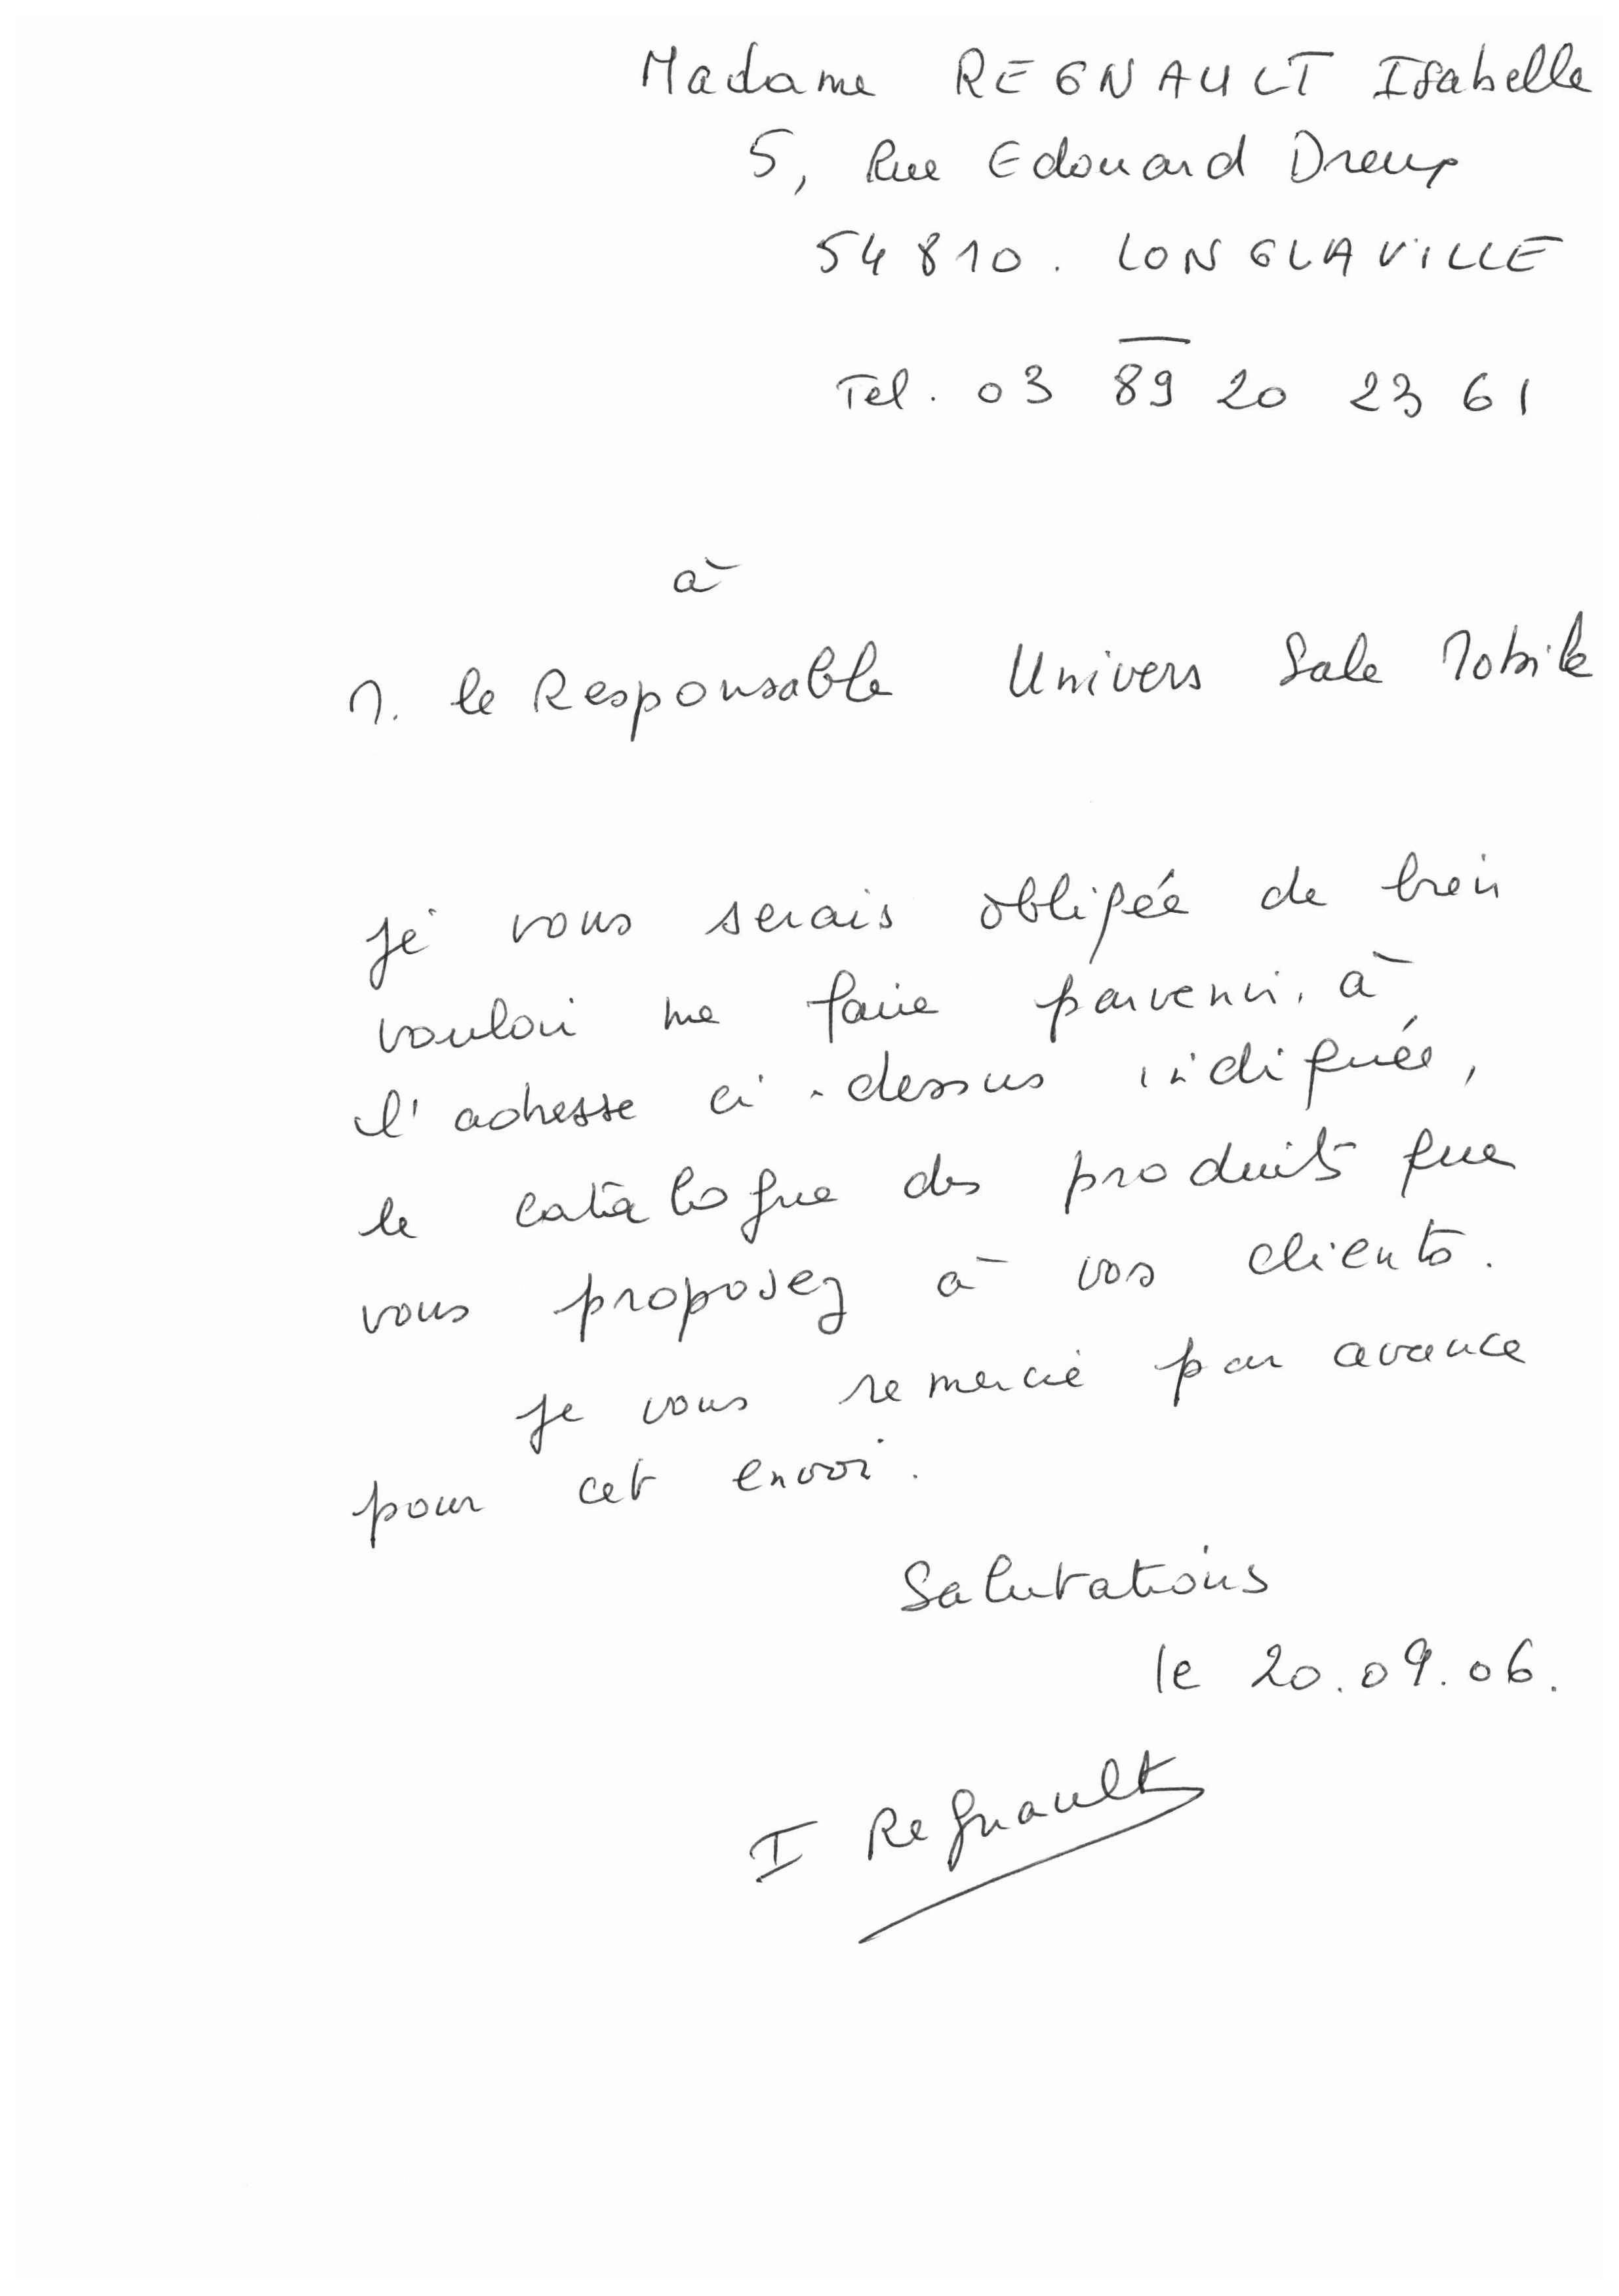 Madame REGNAULT Isabelle
5, Rue Edouard Dreux
54810. LONGLAVILLE
Tel. 03 89 20 23 61
à
M. le Responsable Univers Sale Mobile
Je vous serais obligée de bien
vouloir me faire parvenir, à
l'adresse ci-dessus indiquée,
le catalogue des produits que
vous proposez à vos clients.
Je vous remercie par avance
pour cet envoi.
Salutations
le 20.09.06.
I Regnault